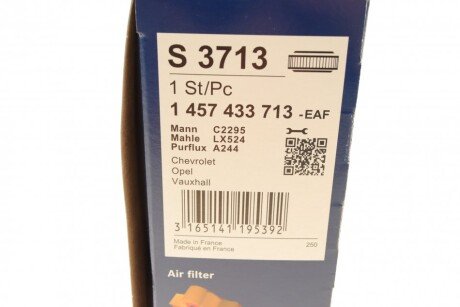 S 3713
1 St/Pc
1 457 433 713 -EAF
Mann C2295
Mahle LX524
Purflux A244
Chevrolet
Opel
Vauxhall
3 165141 195392
Made in France
Fabriqué en France
250
Air filter